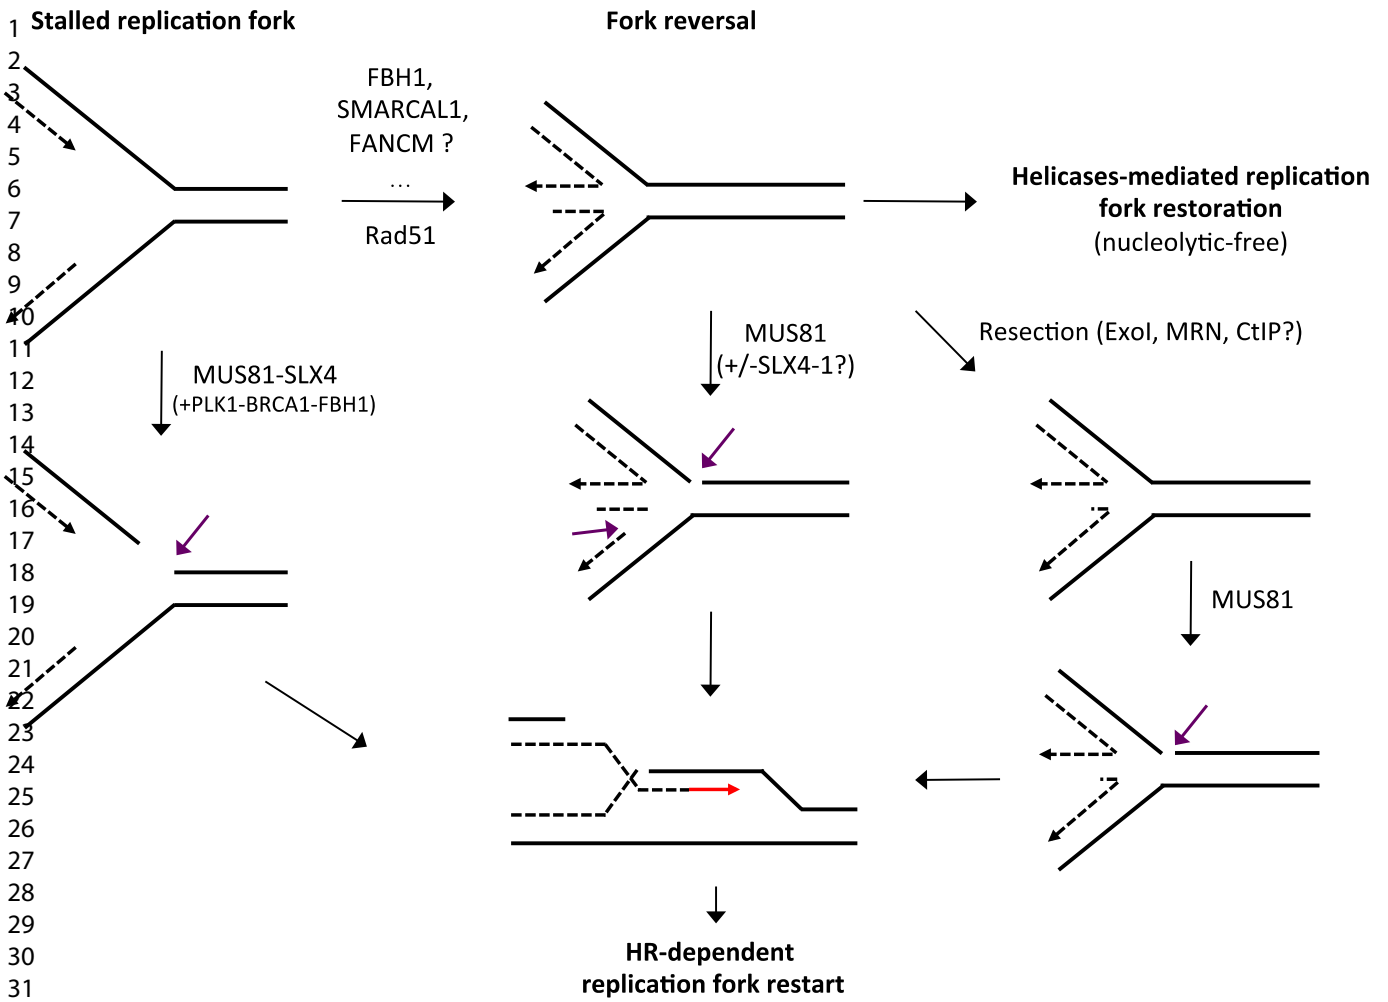 1
2
3
4
5
6
7
8
9
10
11
12
13
14
15
16
17
18
19
20
21
22
23
24
25
26
27
28
29
30
31
Stalled replication fork
Fork reversal
FBH1,
SMARCAL1,
FANCM ?
...
Rad51
Helicases-mediated replication
fork restoration
(nucleolytic-free)
MUS81-SLX4
(+PLK1-BRCA1-FBH1)
MUS81
(+/-SLX4-1?)
Resection (ExoI, MRN, CtIP?)
MUS81
HR-dependent
replication fork restart